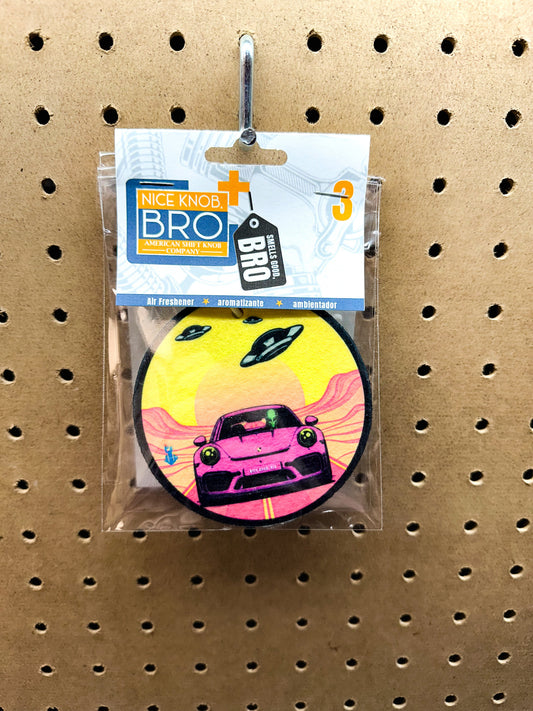 NICE KNOB,
BRO
AMERICAN SHIFT KNOB
COMPANY
+
SMELLS GOOD,
BRO
3
Air Freshener ★ aromatizante ★ ambientador